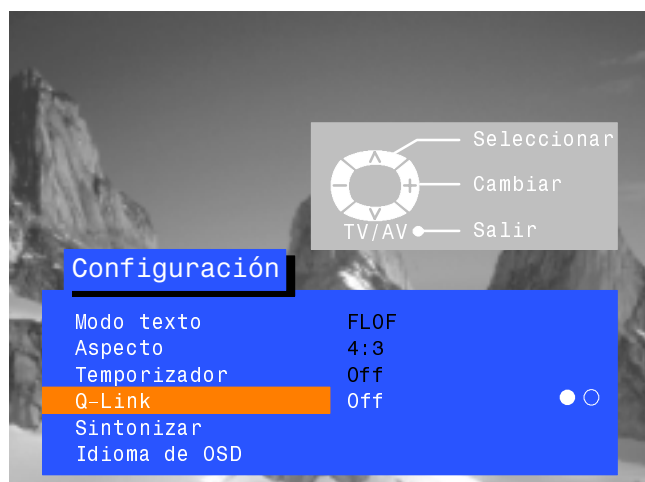 Seleccionar
Cambiar
TV/AV Salir
Configuración
Modo texto FLOF
Aspecto 4:3
Temporizador Off
Q-Link Off
Sintonizar
Idioma de OSD